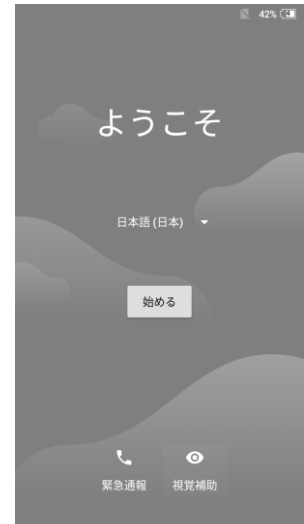 42%
ようこそ
日本語 (日本)
始める
緊急通報 視覚補助